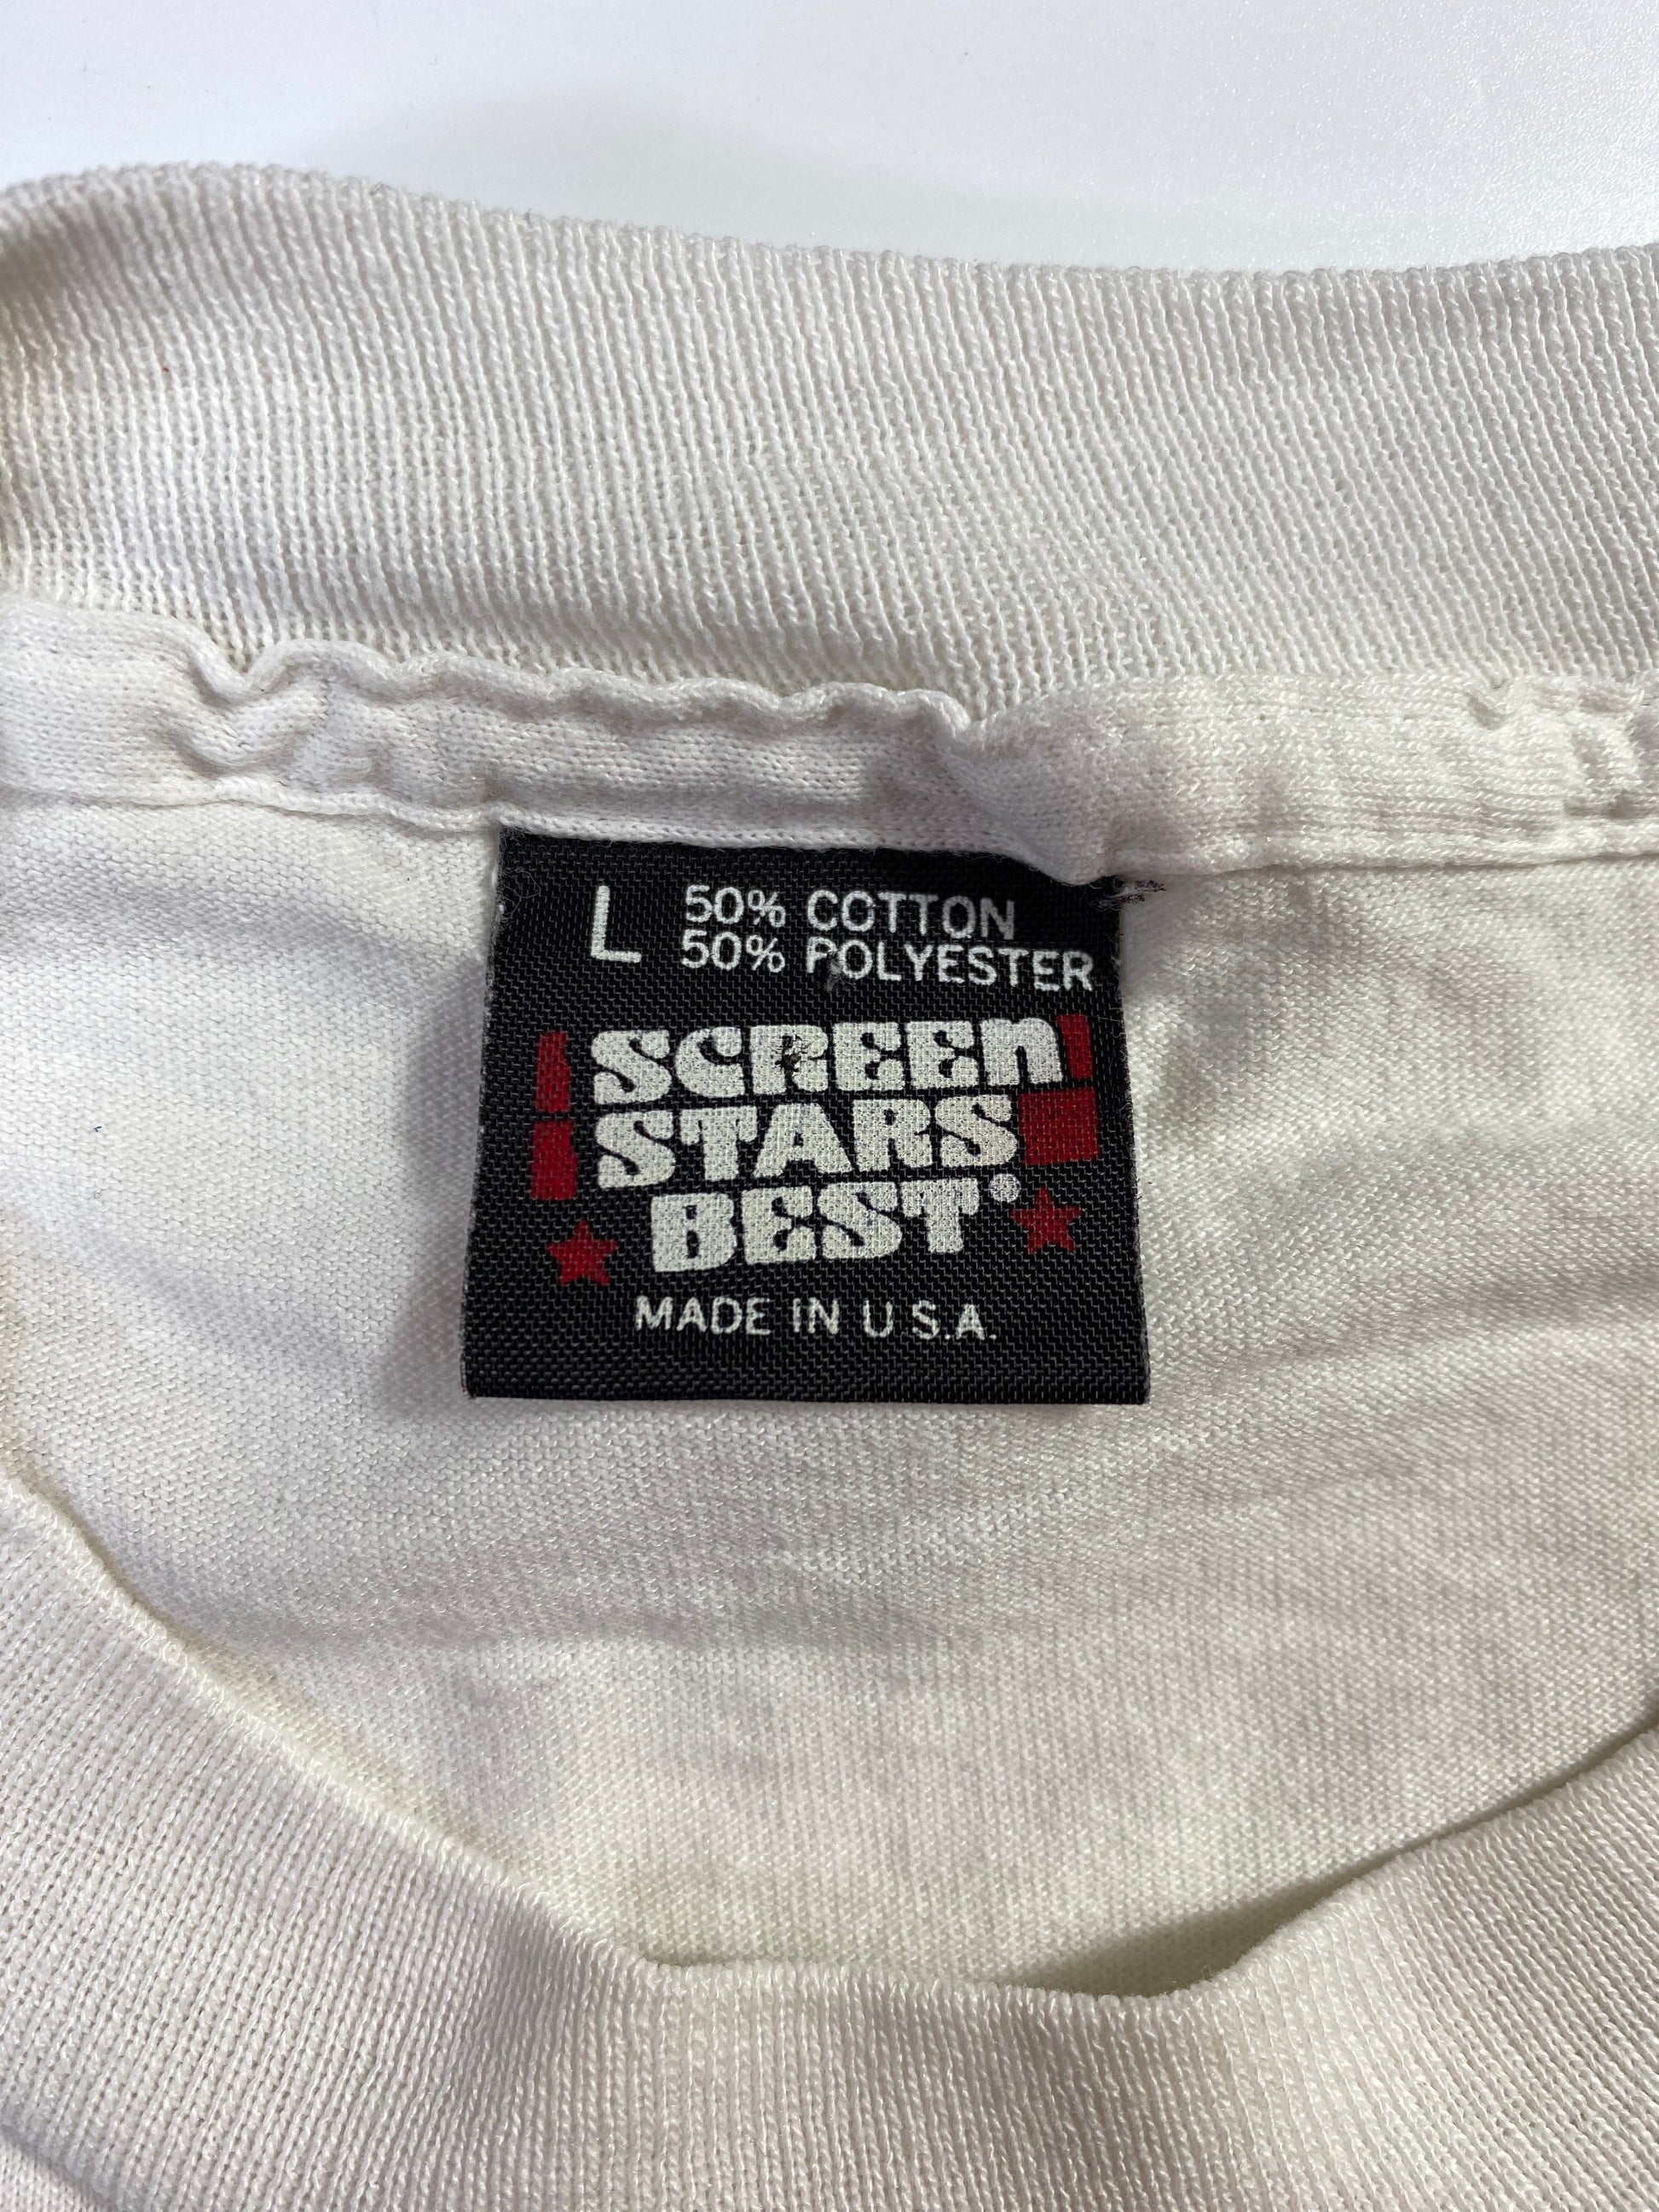 L 50% COTTON
50% POLYESTER
SCREEn
STARS
BEST®
MADE IN U.S.A.